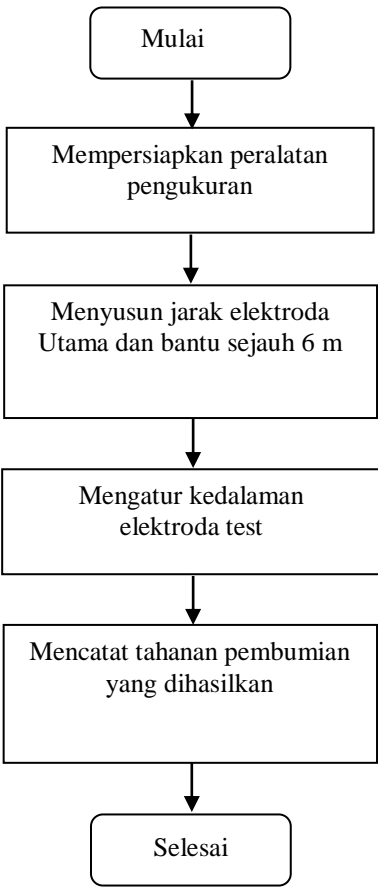 Mulai
Mempersiapkan peralatan
pengukuran
Menyusun jarak elektroda
Utama dan bantu sejauh 6 m
Mengatur kedalaman
elektroda test
Mencatat tahanan pembumian
yang dihasilkan
Selesai